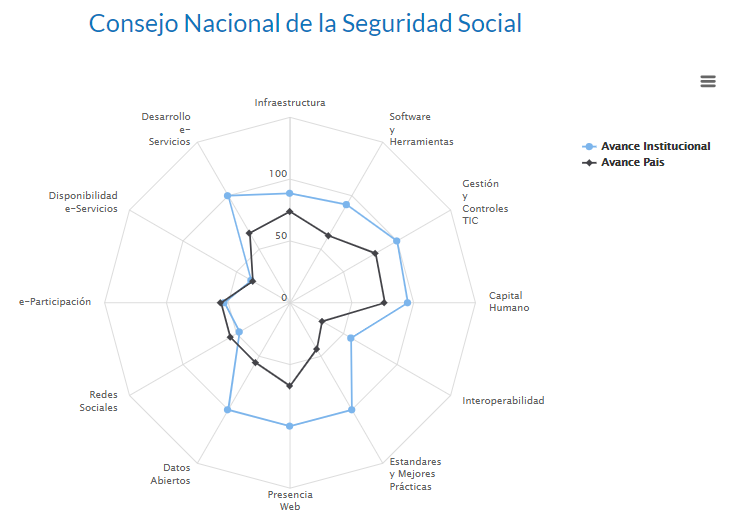 Consejo Nacional de la Seguridad Social
Infraestructura
Software
y
Herramientas
Gestión
y
Controles
TIC
Capital
Humano
Interoperabilidad
Estandares
y Mejores
Prácticas
Presencia
Web
Datos
Abiertos
Redes
Sociales
e-Participación
Disponibilidad
e-Servicios
Desarrollo
e-
Servicios
100
50
0
Avance Institucional
Avance Pais